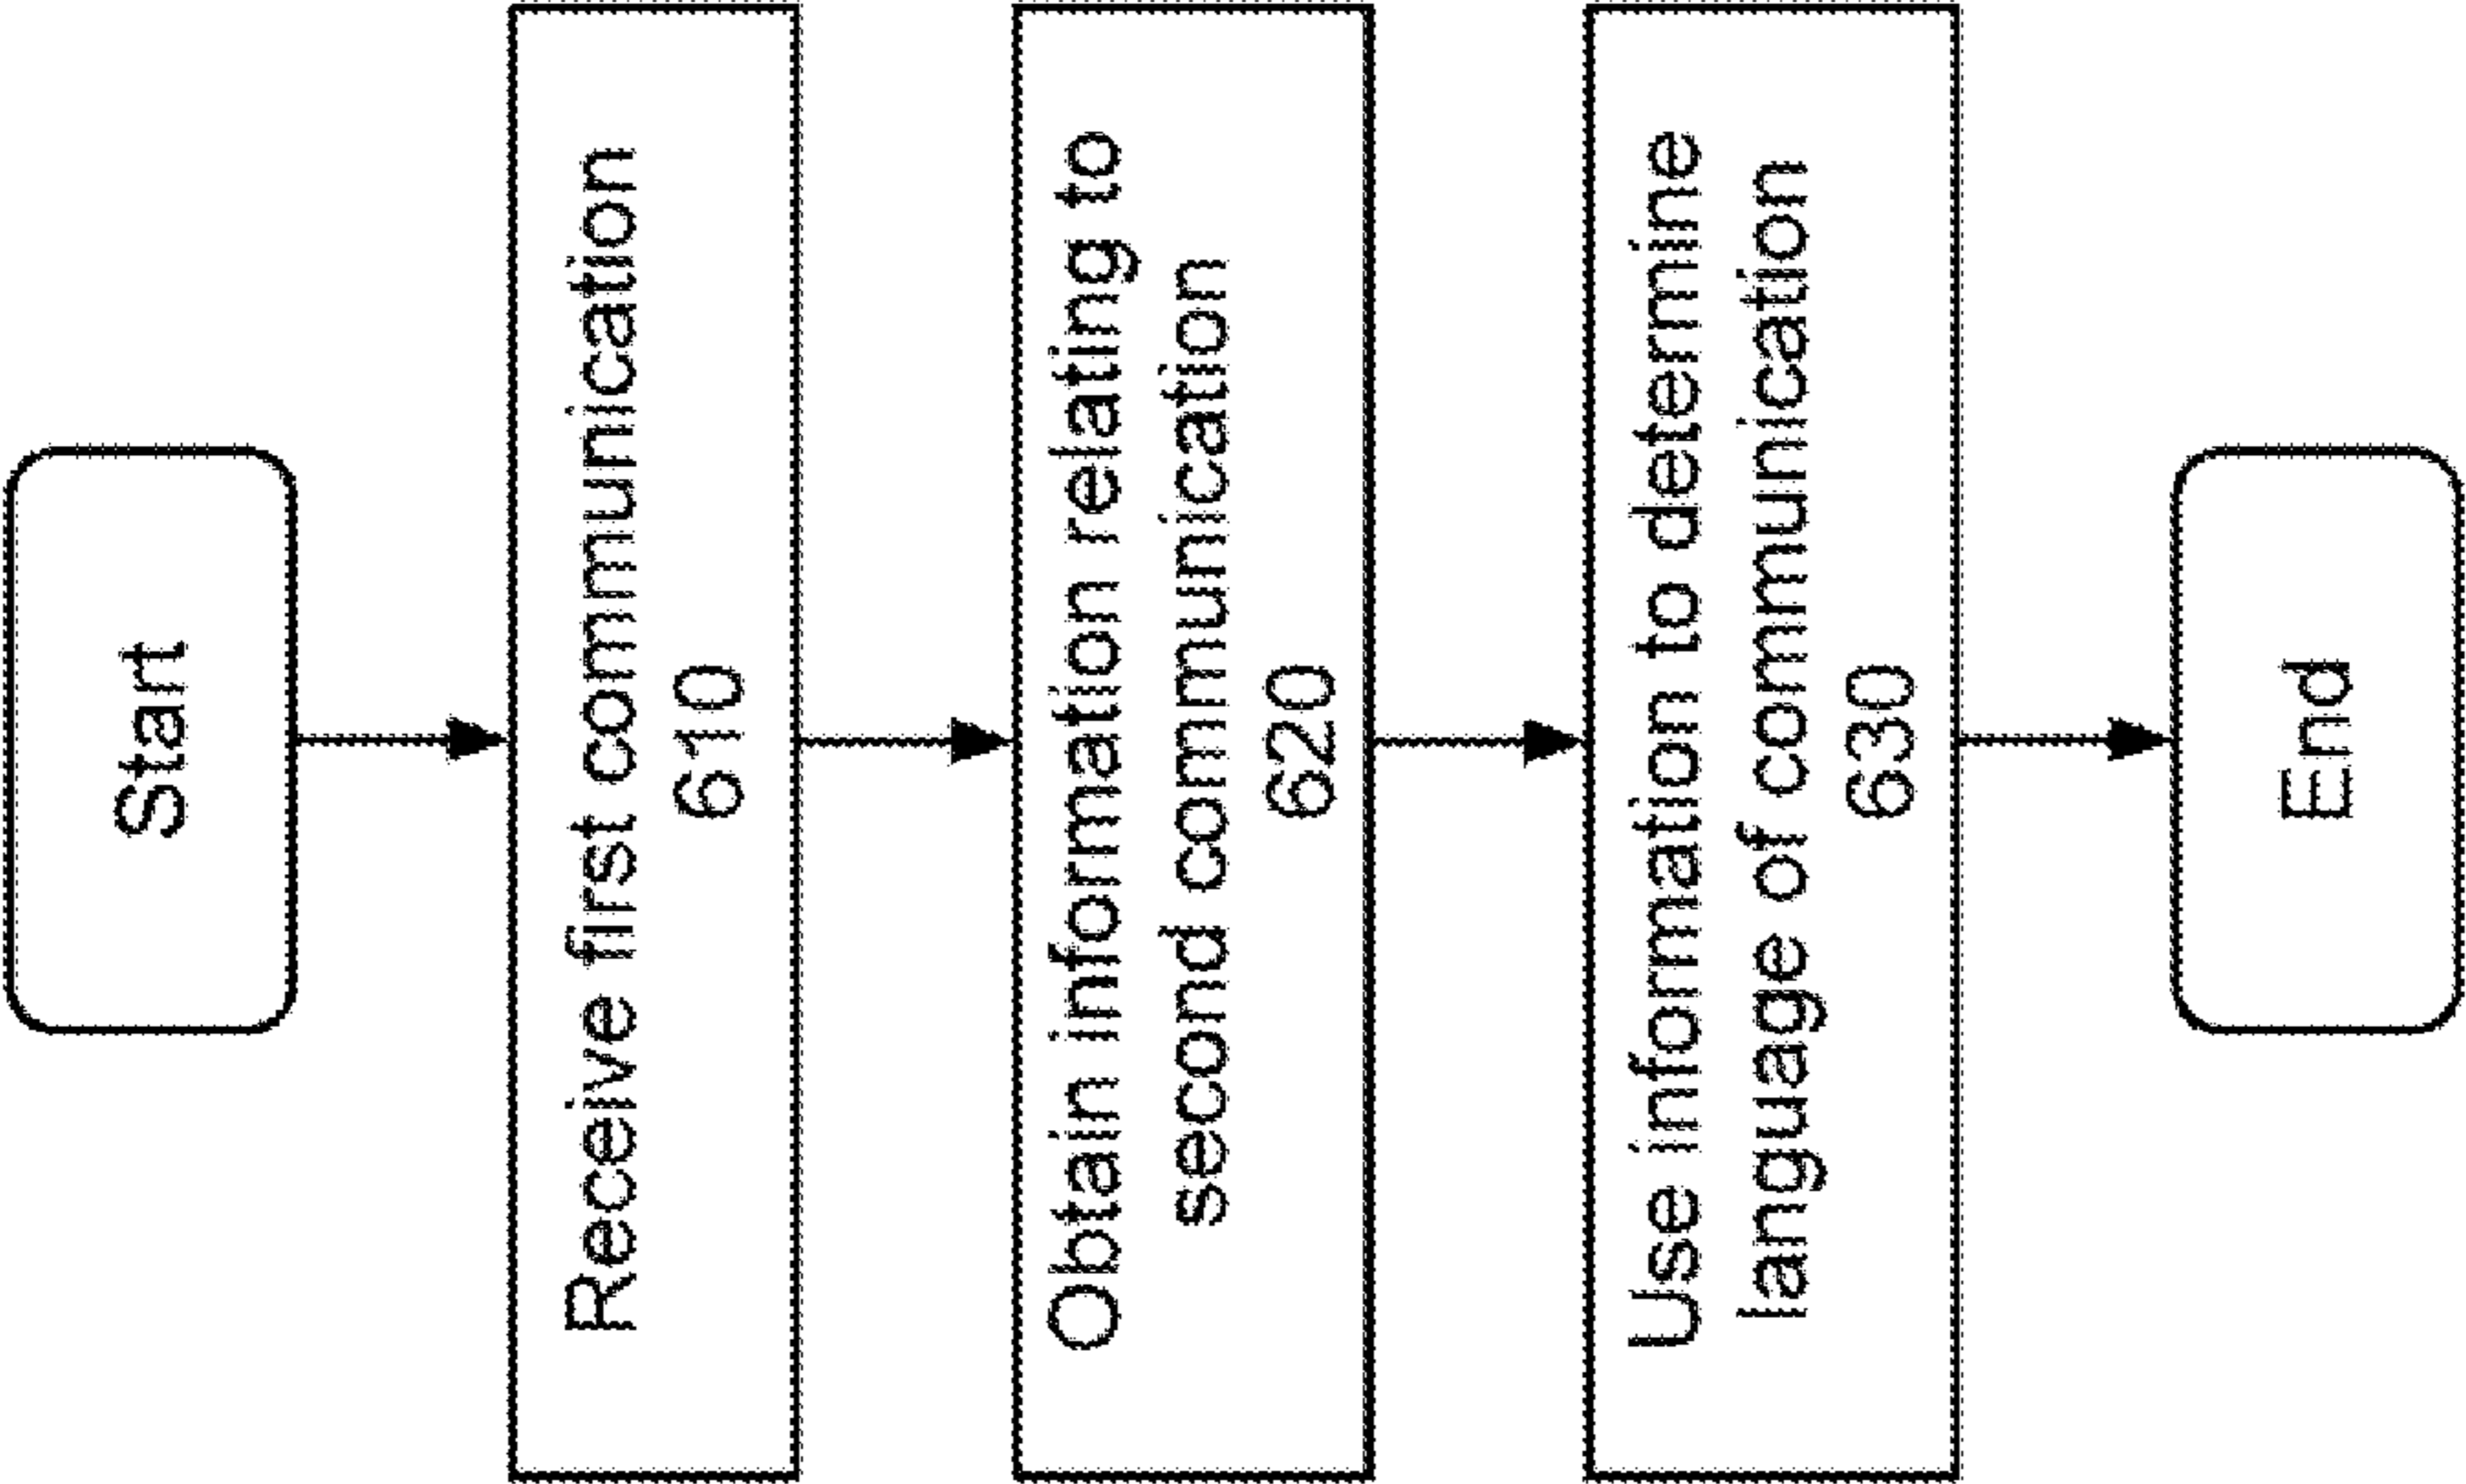 Start
Receive first communication
610
Obtain information relating to
second communication
620
Use information to determine
language of communication
630
End